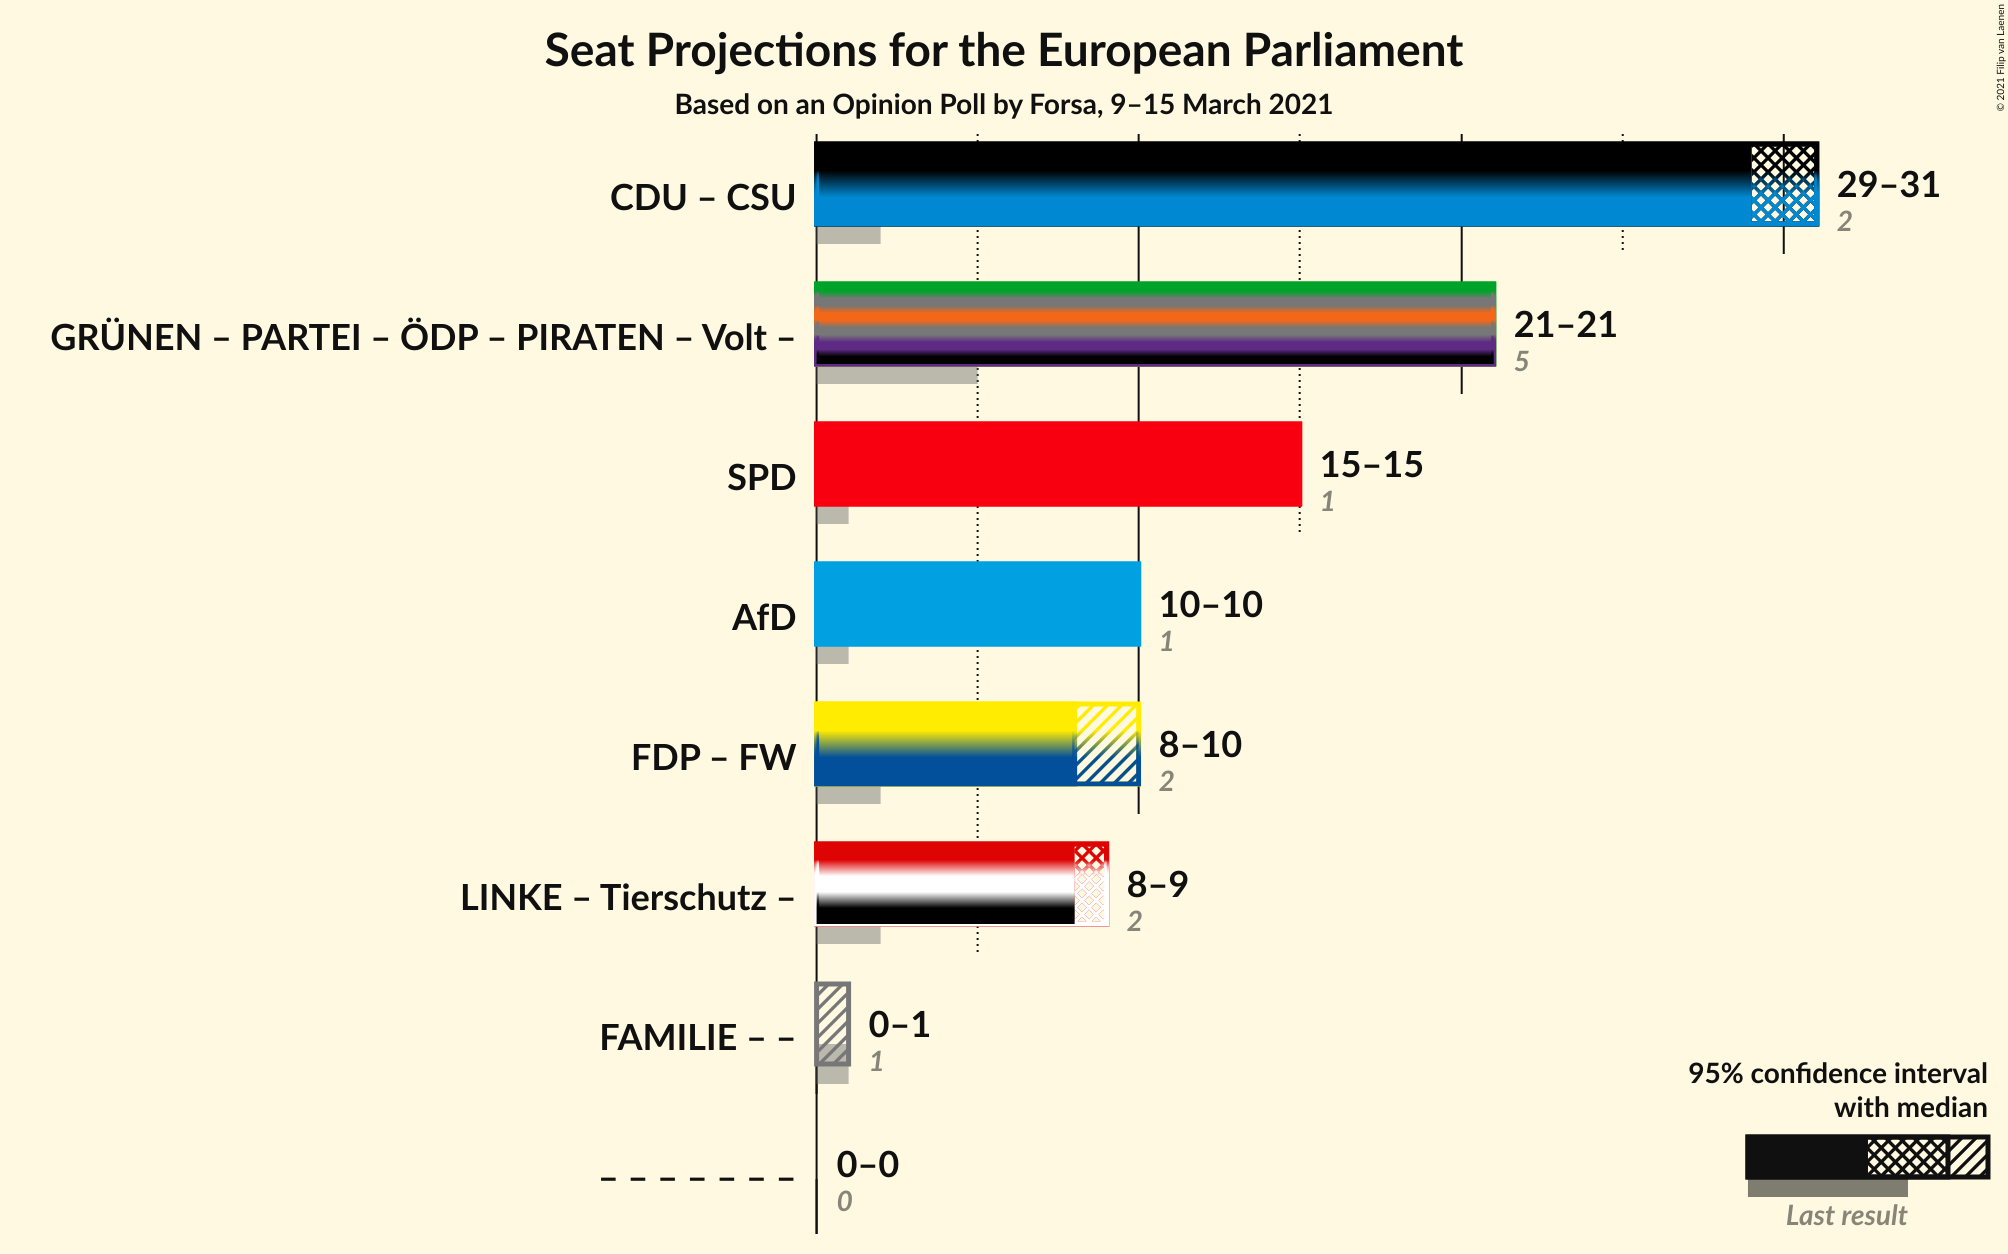 Seat Projections for the European Parliament
Based on an Opinion Poll by Forsa, 9–15 March 2021
© 2021 Filip van Laenen
CDU – CSU
29–31
2
GRÜNEN – PARTEI – ÖDP – PIRATEN – Volt –
21–21
5
SPD
15–15
1
AfD
10–10
1
FDP – FW
8–10
2
LINKE – Tierschutz –
8–9
2
FAMILIE – –
0–1
1
– – – – – – –
0–0
0
95% confidence interval
with median
Last result